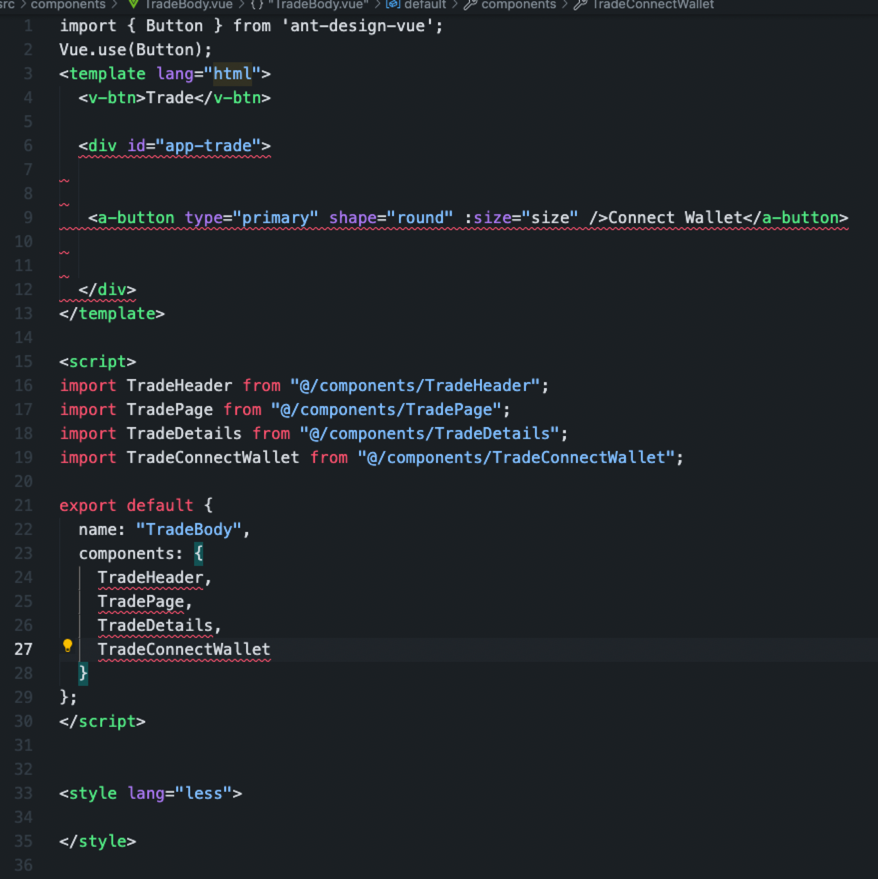 src > components > TradeBody.vue > {} "TradeBody.vue" > default > components > TradeConnectWallet
1 import { Button } from 'ant-design-vue';
2 Vue.use(Button);
3 <template lang="html">
4 <v-btn>Trade</v-btn>
5
6 <div id="app-trade">
7
8
9 <a-button type="primary" shape="round" :size="size" />Connect Wallet</a-button>
10
11
12 </div>
13 </template>
14
15 <script>
16 import TradeHeader from "@/components/TradeHeader";
17 import TradePage from "@/components/TradePage";
18 import TradeDetails from "@/components/TradeDetails";
19 import TradeConnectWallet from "@/components/TradeConnectWallet";
20
21 export default {
22 name: "TradeBody",
23 components: {
24 TradeHeader,
25 TradePage,
26 TradeDetails,
27 TradeConnectWallet
28 }
29 };
30 </script>
31
32
33 <style lang="less">
34
35 </style>
36